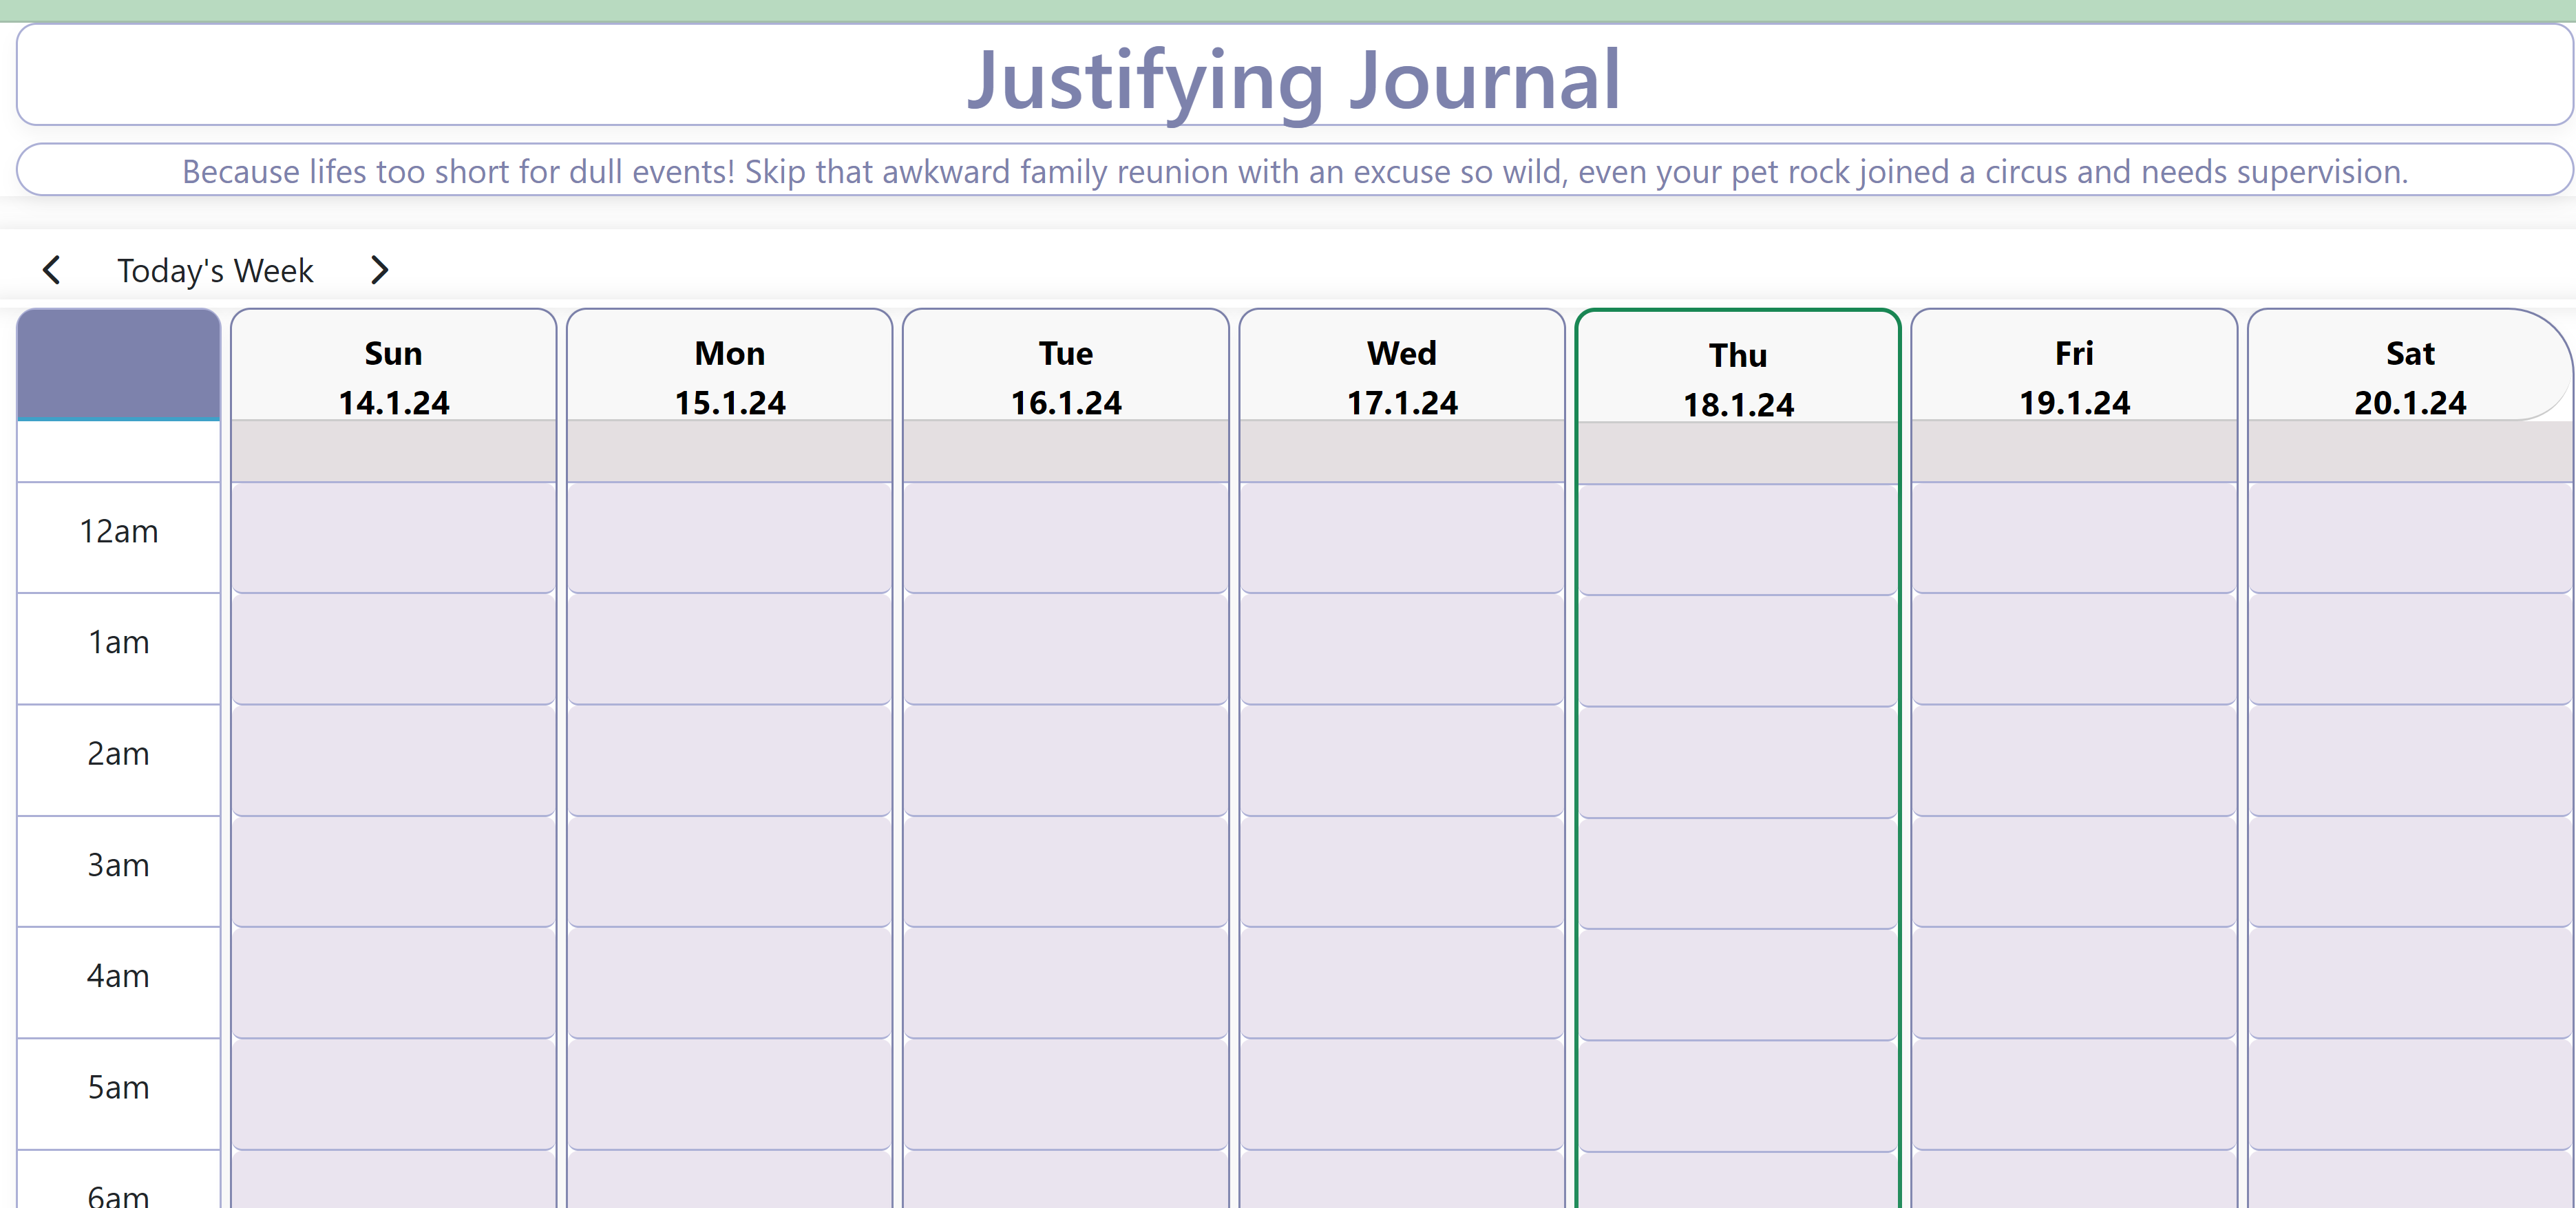 Justifying Journal
Because lifes too short for dull events! Skip that awkward family reunion with an excuse so wild, even your pet rock joined a circus and needs supervision.
Today's Week
Sun Mon Tue Wed Thu Fri Sat
14.1.24 15.1.24 16.1.24 17.1.24 18.1.24 19.1.24 20.1.24
12am
1am
2am
3am
4am
5am
6am